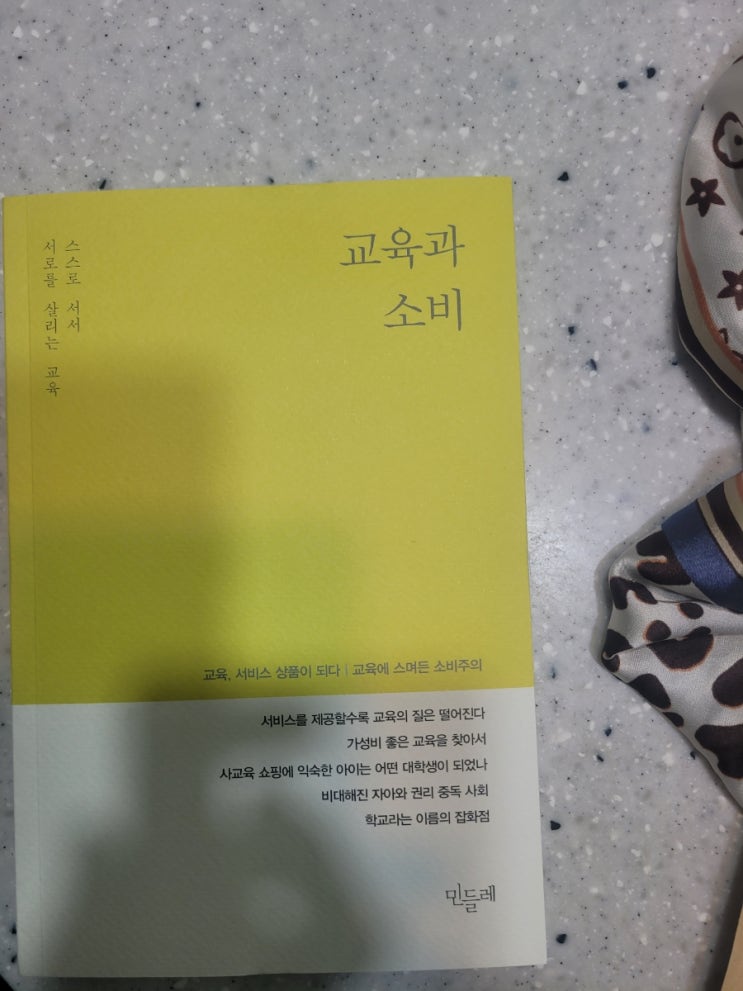 교육과
소비
스스로 서서
서로를 살리는 교육
교육, 서비스 상품이 되다 | 교육에 스며든 소비주의
서비스를 제공할수록 교육의 질은 떨어진다
가성비 좋은 교육을 찾아서
사교육 쇼핑에 익숙한 아이는 어떤 대학생이 되었나
비대해진 자아와 권리 중독 사회
학교라는 이름의 잡화점
민들레